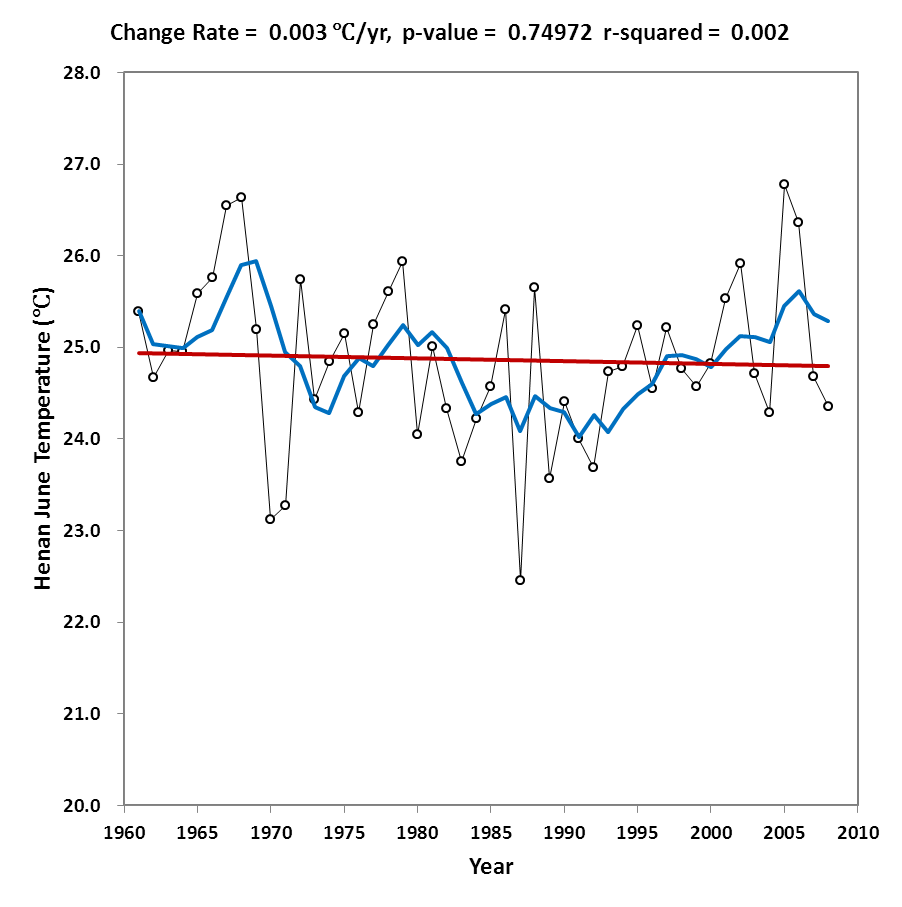 Change Rate = 0.003 °C/yr, p-value = 0.74972 r-squared = 0.002
28.0
27.0
26.0
25.0
24.0
23.0
22.0
21.0
20.0
Henan June Temperature (°C)
1960 1965 1970 1975 1980 1985 1990 1995 2000 2005 2010
Year